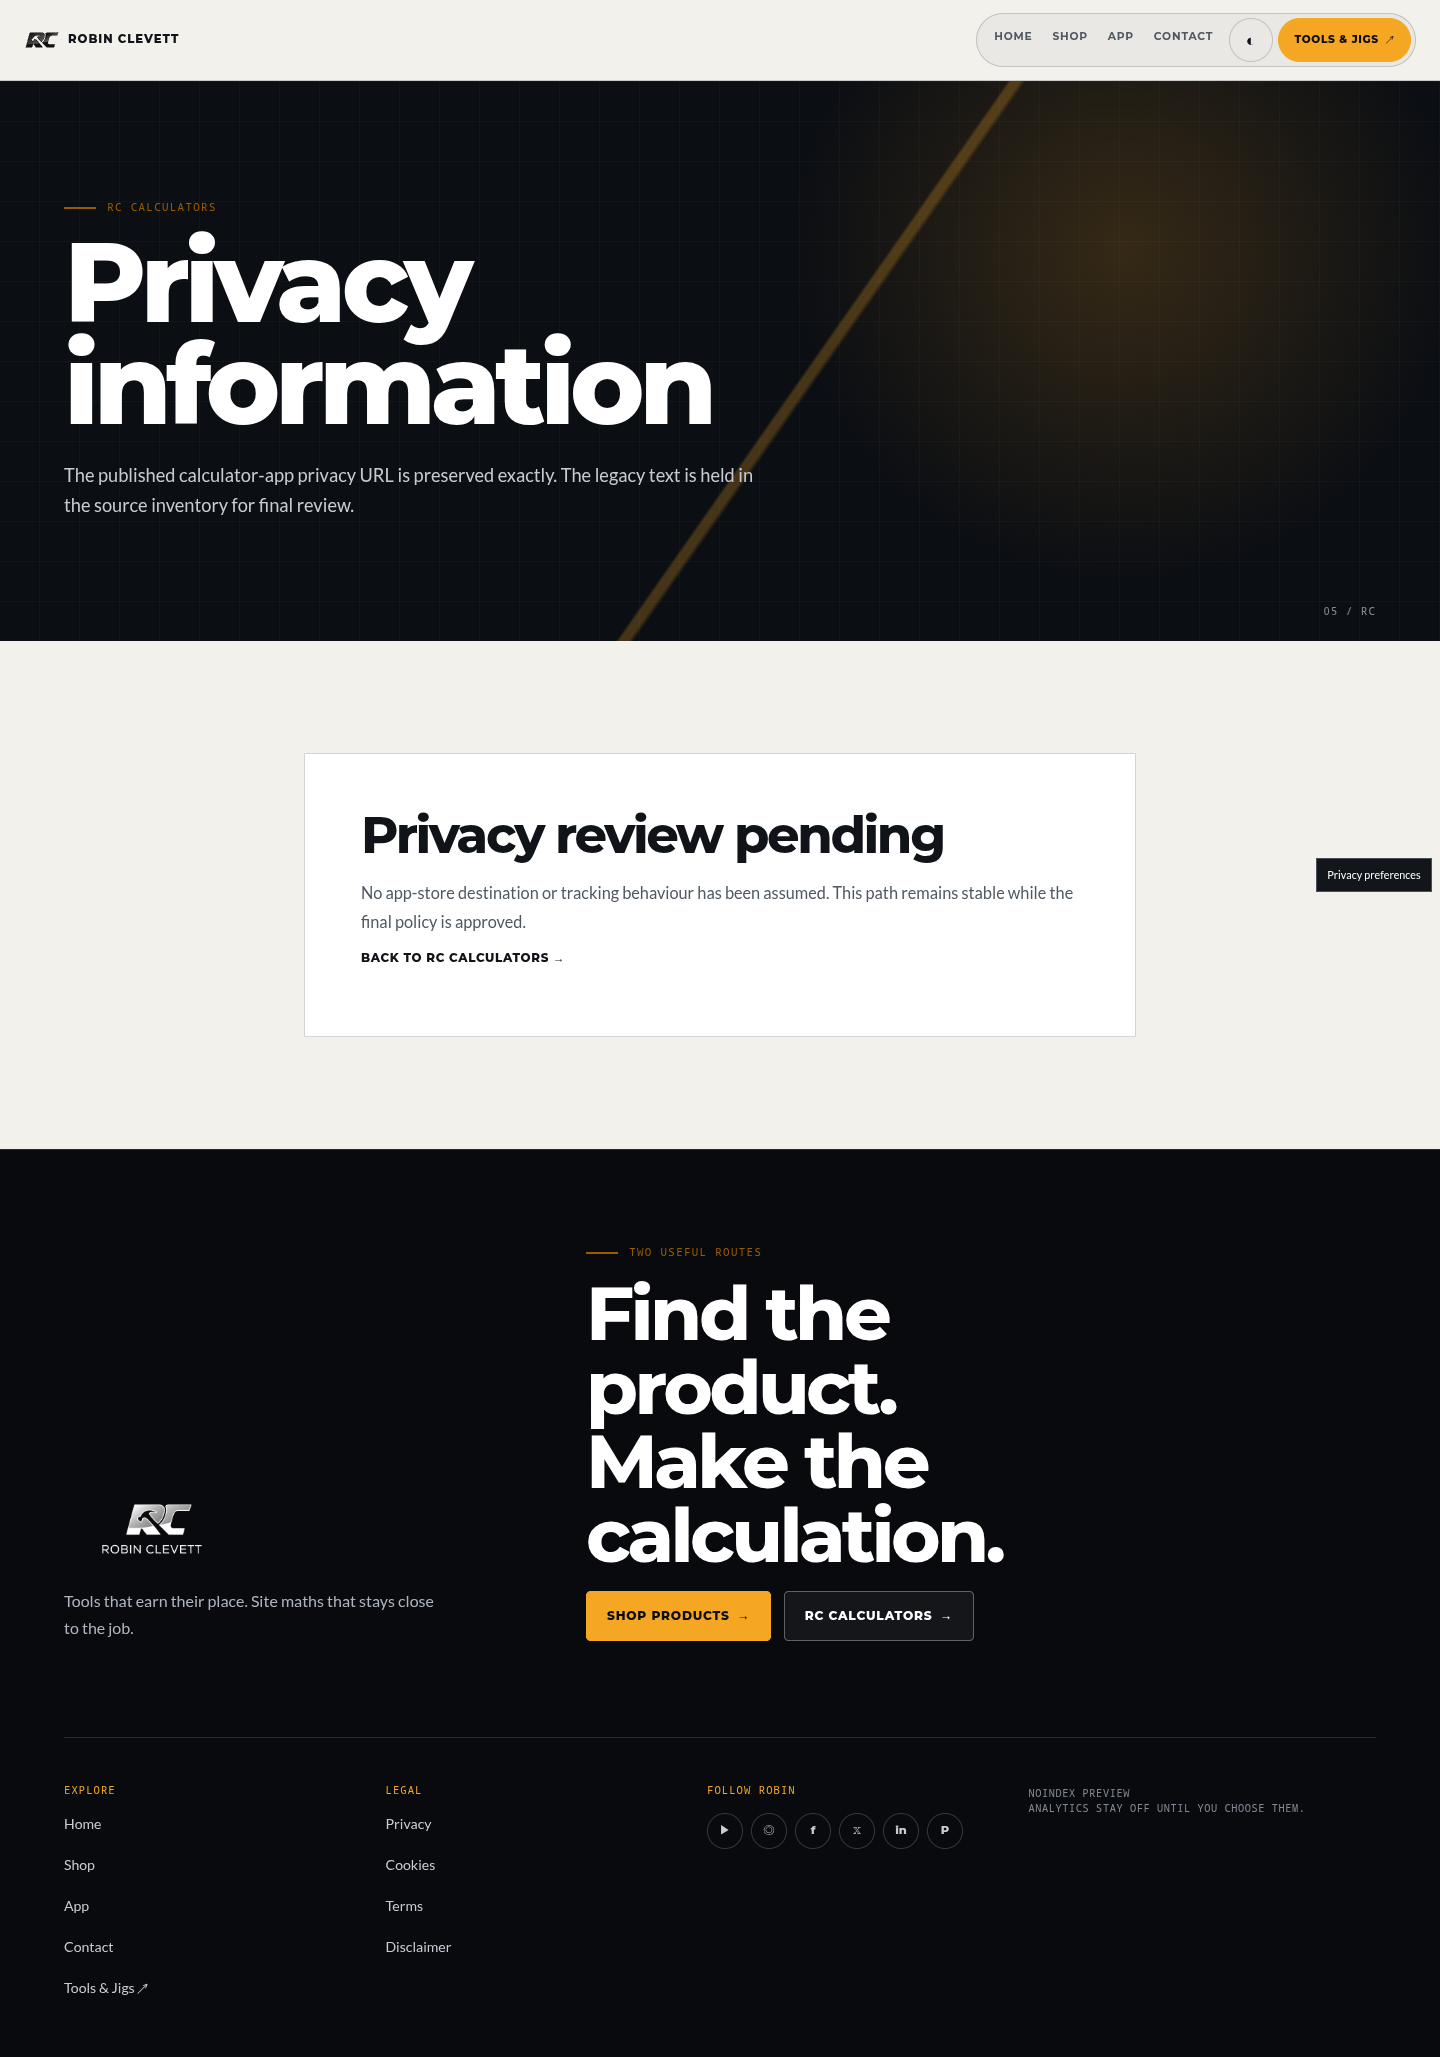 RC ROBIN CLEVETT
HOME SHOP APP CONTACT TOOLS & JIGS ↗
RC CALCULATORS
Privacy
information
The published calculator-app privacy URL is preserved exactly. The legacy text is held in
the source inventory for final review.
05 / RC
Privacy review pending
No app-store destination or tracking behaviour has been assumed. This path remains stable while the
final policy is approved.
BACK TO RC CALCULATORS →
Privacy preferences
TWO USEFUL ROUTES
Find the
product.
Make the
calculation.
RC
ROBIN CLEVETT
Tools that earn their place. Site maths that stays close
to the job.
SHOP PRODUCTS →
RC CALCULATORS →
EXPLORE
Home
Shop
App
Contact
Tools & Jigs ↗
LEGAL
Privacy
Cookies
Terms
Disclaimer
FOLLOW ROBIN
▶ ◎ f 𝕏 in P
NOINDEX PREVIEW
ANALYTICS STAY OFF UNTIL YOU CHOOSE THEM.